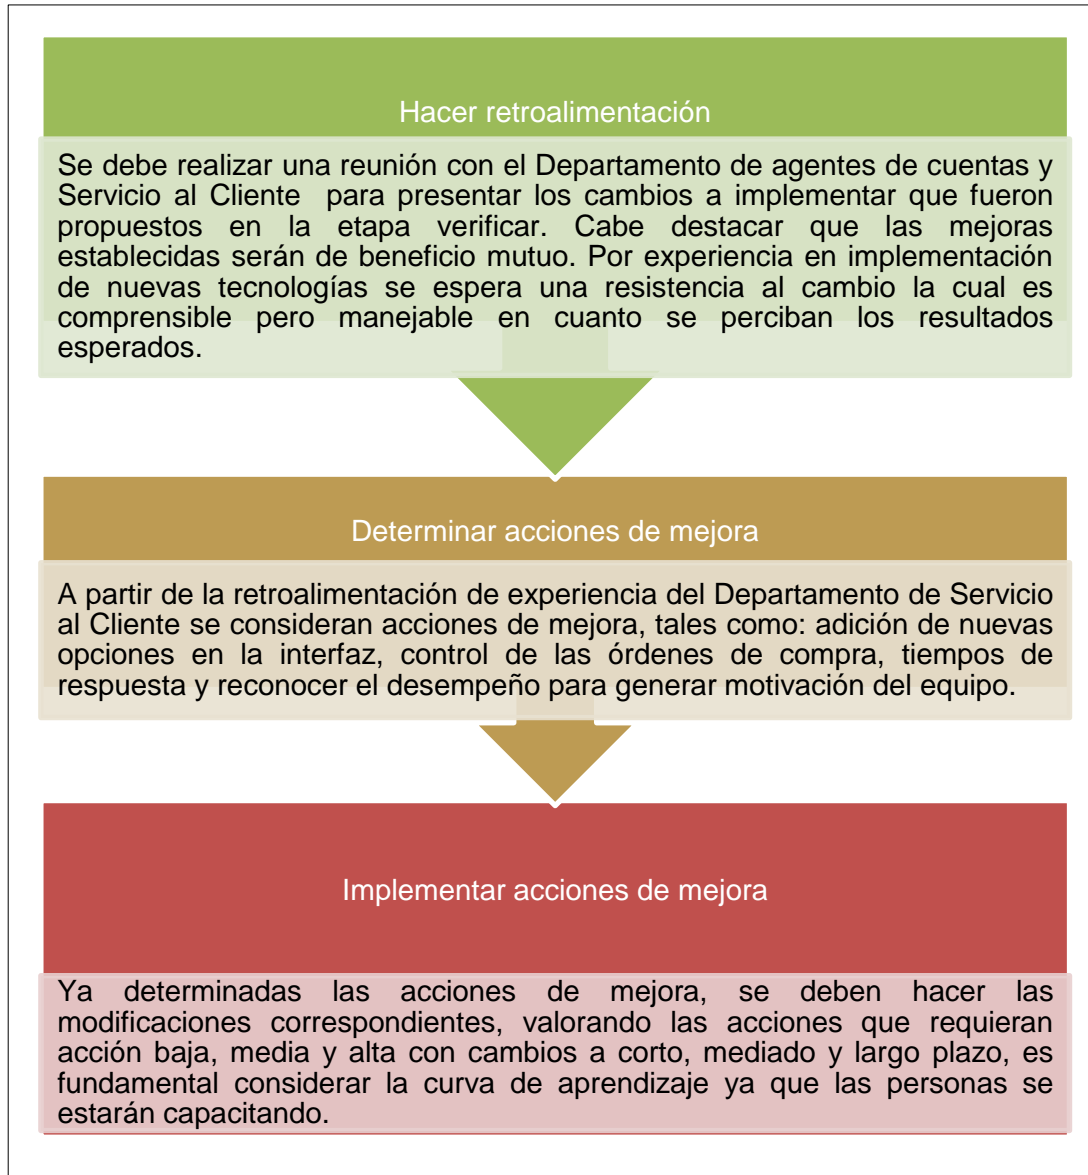 Hacer retroalimentación
Se debe realizar una reunión con el Departamento de agentes de cuentas y
Servicio al Cliente para presentar los cambios a implementar que fueron
propuestos en la etapa verificar. Cabe destacar que las mejoras
establecidas serán de beneficio mutuo. Por experiencia en implementación
de nuevas tecnologías se espera una resistencia al cambio la cual es
comprensible pero manejable en cuanto se perciban los resultados
esperados.
Determinar acciones de mejora
A partir de la retroalimentación de experiencia del Departamento de Servicio
al Cliente se consideran acciones de mejora, tales como: adición de nuevas
opciones en la interfaz, control de las órdenes de compra, tiempos de
respuesta y reconocer el desempeño para generar motivación del equipo.
Implementar acciones de mejora
Ya determinadas las acciones de mejora, se deben hacer las
modificaciones correspondientes, valorando las acciones que requieran
acción baja, media y alta con cambios a corto, mediado y largo plazo, es
fundamental considerar la curva de aprendizaje ya que las personas se
estarán capacitando.